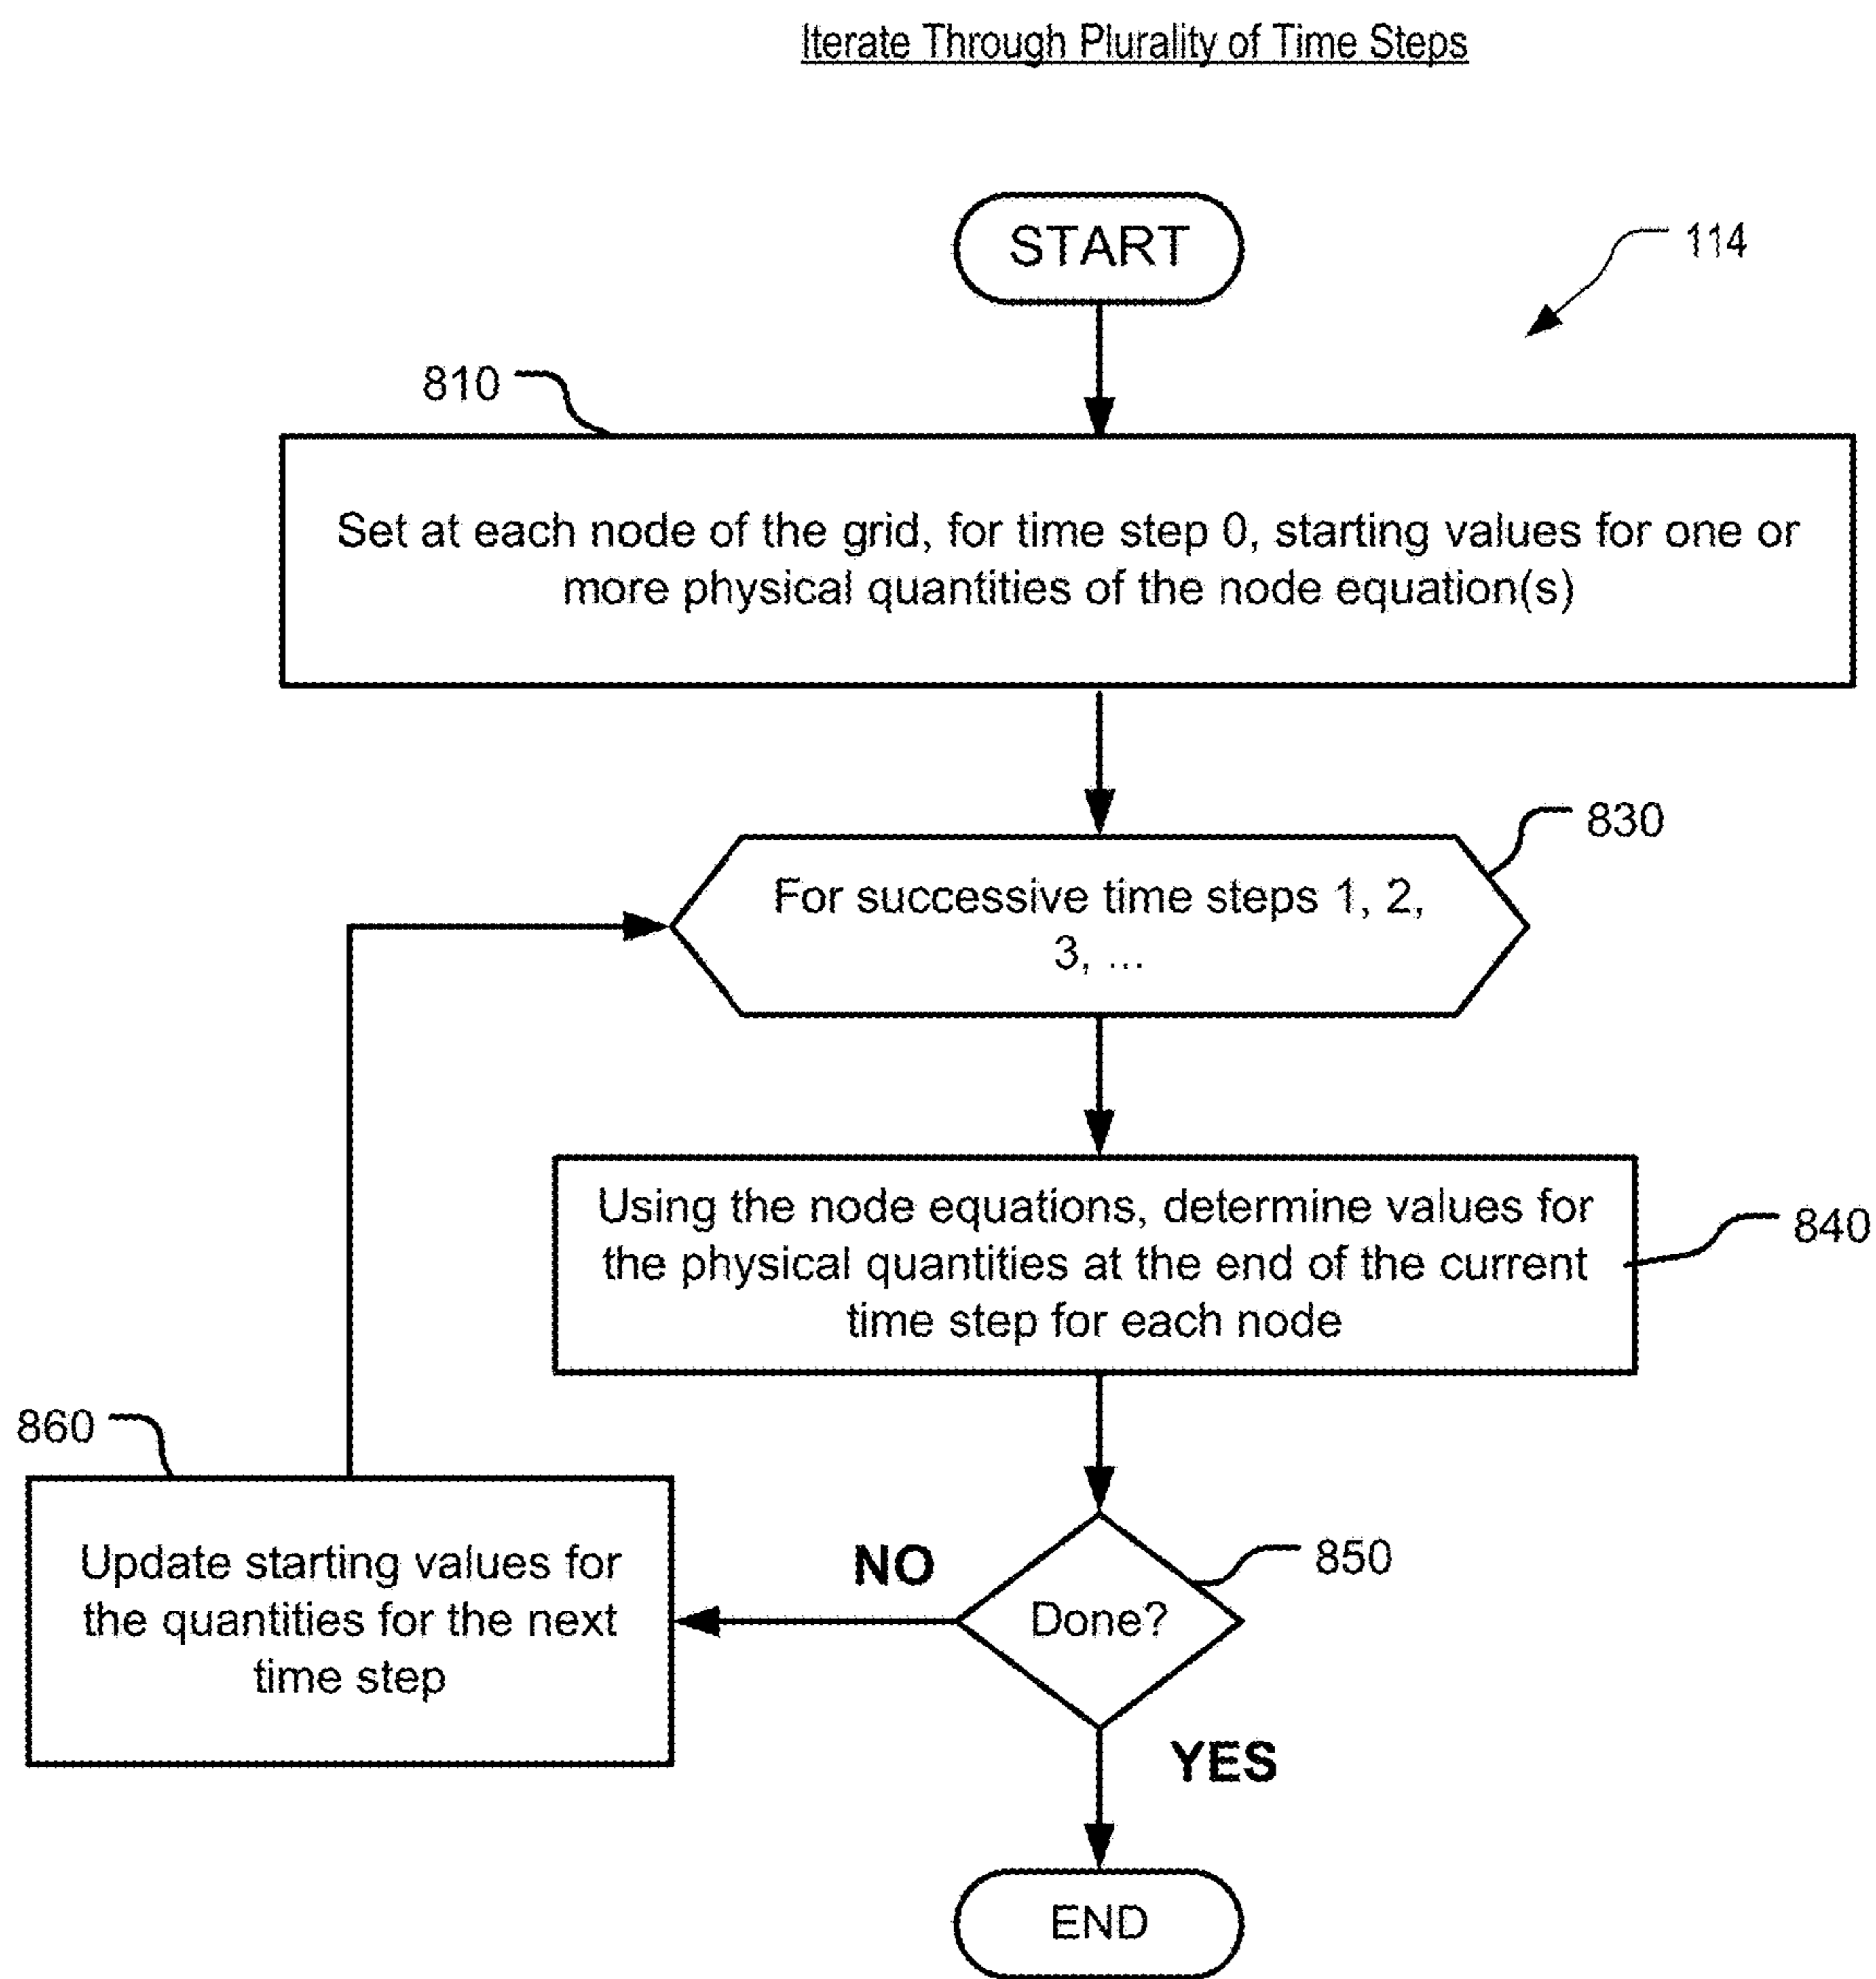 Iterate Through Plurality of Time Steps
START
114
810
Set at each node of the grid, for time step 0, starting values for one or
more physical quantities of the node equation(s)
830
For successive time steps 1, 2,
3, ...
Using the node equations, determine values for
the physical quantities at the end of the current
time step for each node
840
860
Update starting values for
the quantities for the next
time step
NO
Done?
850
YES
END